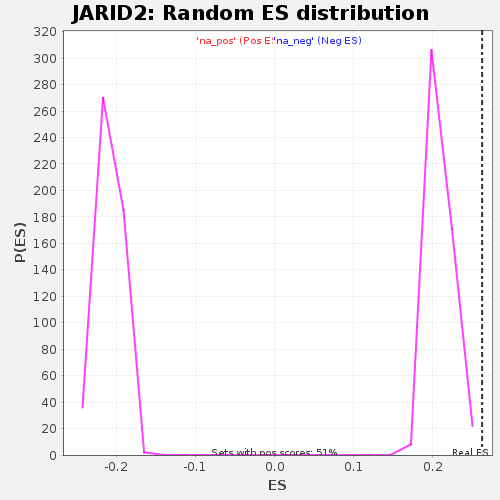 JARID2: Random ES distribution
'na_pos' (Pos E 'na_neg' (Neg ES)
320
300
280
260
240
220
200
180
160
140
120
100
80
60
40
20
0
P(ES)
Sets with pos scores: 51%
Real ES
-0.2 -0.1 0.0 0.1 0.2
ES